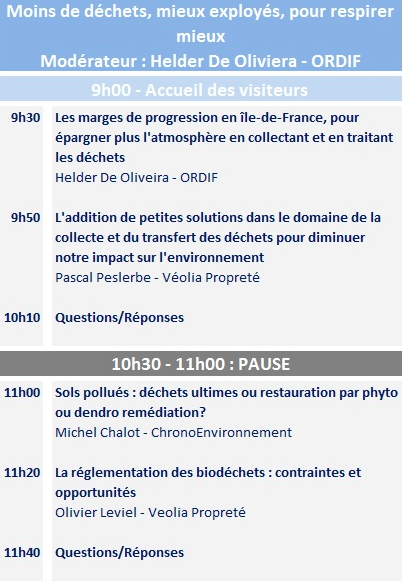 Moins de déchets, mieux exployés, pour respirer
mieux
Modérateur : Helder De Oliviera - ORDIF
9h00 - Accueil des visiteurs
9h30 Les marges de progression en île-de-France, pour
épargner plus l'atmosphère en collectant et en traitant
les déchets
Helder De Oliveira - ORDIF
9h50 L'addition de petites solutions dans le domaine de la
collecte et du transfert des déchets pour diminuer
notre impact sur l'environnement
Pascal Peslerbe - Véolia Propreté
10h10 Questions/Réponses
10h30 - 11h00 : PAUSE
11h00 Sols pollués : déchets ultimes ou restauration par phyto
ou dendro remédiation?
Michel Chalot - ChronoEnvironnement
11h20 La réglementation des biodéchets : contraintes et
opportunités
Olivier Leviel - Veolia Propreté
11h40 Questions/Réponses